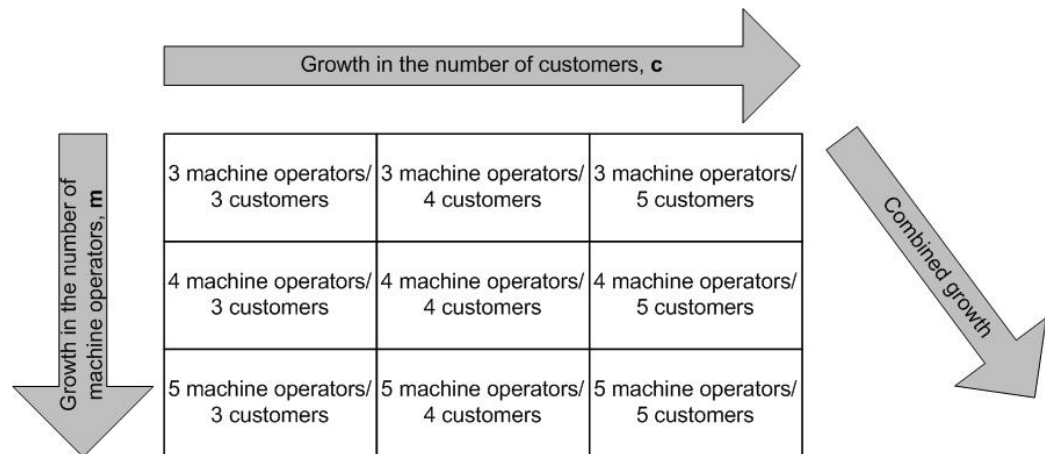 Growth in the number of customers, c
Growth in the number of
machine operators, m
3 machine operators/
3 customers
3 machine operators/
4 customers
3 machine operators/
5 customers
4 machine operators/
3 customers
4 machine operators/
4 customers
4 machine operators/
5 customers
5 machine operators/
3 customers
5 machine operators/
4 customers
5 machine operators/
5 customers
Combined growth